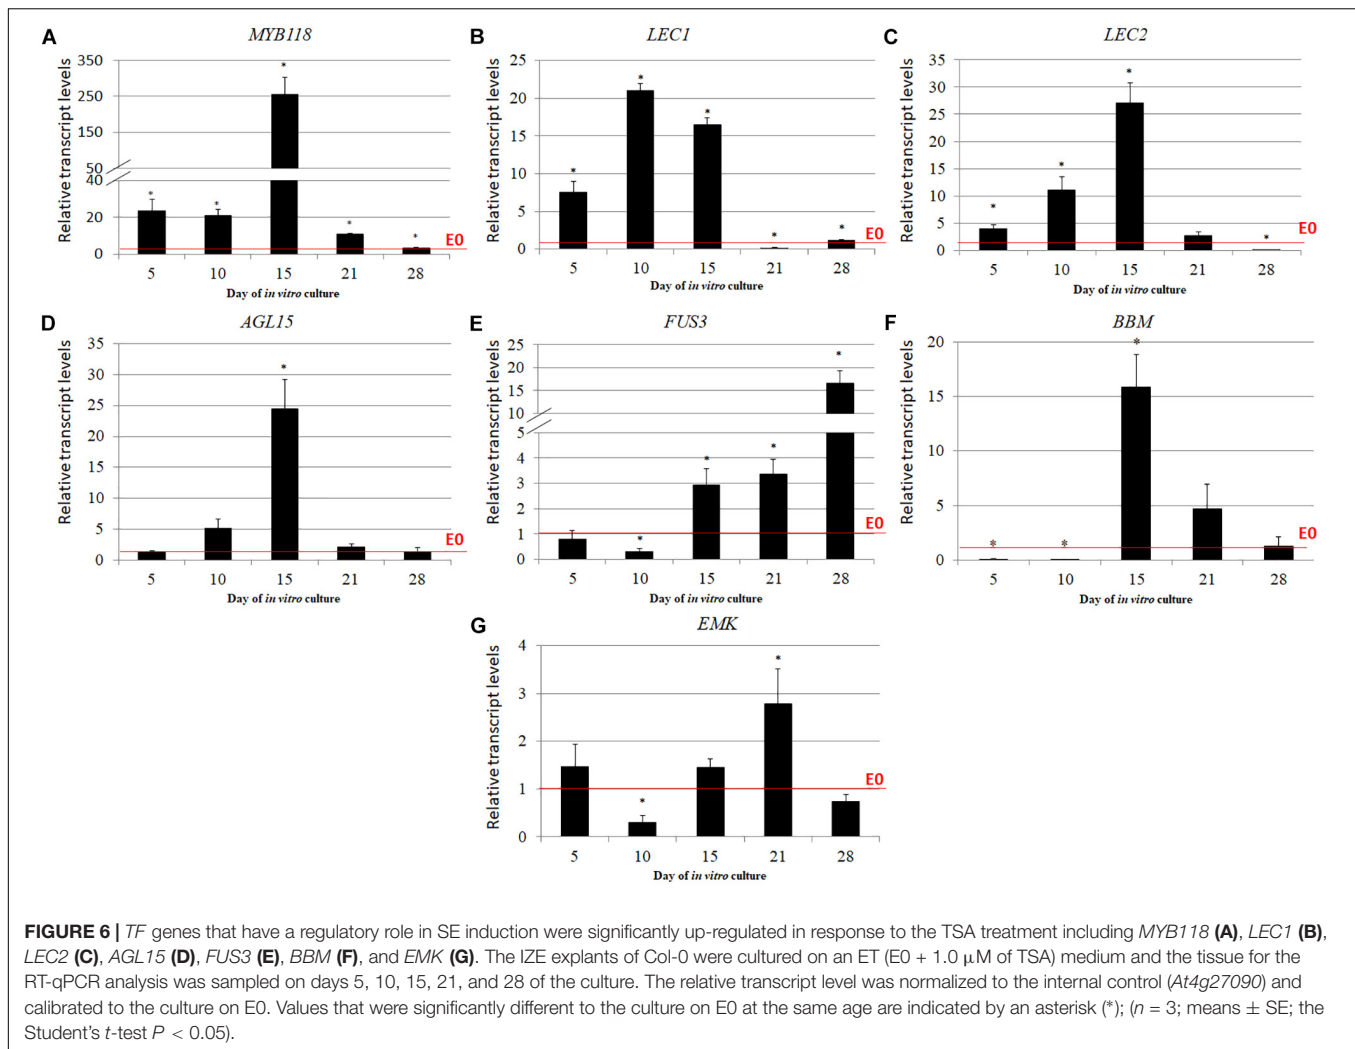 A
MYB118
Relative transcript levels
350
250
150
50
40
20
0
* * * * *
E0
5 10 15 21 28
Day of in vitro culture
B
LEC1
Relative transcript levels
25
20
15
10
5
0
* * * * *
E0
5 10 15 21 28
Day of in vitro culture
C
LEC2
Relative transcript levels
35
30
25
20
15
10
5
0
* * * *
E0
5 10 15 21 28
Day of in vitro culture
D
AGL15
Relative transcript levels
35
30
25
20
15
10
5
0
*
E0
5 10 15 21 28
Day of in vitro culture
E
FUS3
Relative transcript levels
25
20
15
10
5
4
3
2
1
0
* * * *
E0
5 10 15 21 28
Day of in vitro culture
F
BBM
Relative transcript levels
20
15
10
5
0
* * *
E0
5 10 15 21 28
Day of in vitro culture
G
EMK
Relative transcript levels
4
3
2
1
0
* *
E0
5 10 15 21 28
Day of in vitro culture
FIGURE 6 | TF genes that have a regulatory role in SE induction were significantly up-regulated in response to the TSA treatment including MYB118 (A), LEC1 (B),
LEC2 (C), AGL15 (D), FUS3 (E), BBM (F), and EMK (G). The IZE explants of Col-0 were cultured on an ET (E0 + 1.0 μM of TSA) medium and the tissue for the
RT-qPCR analysis was sampled on days 5, 10, 15, 21, and 28 of the culture. The relative transcript level was normalized to the internal control (At4g27090) and
calibrated to the culture on E0. Values that were significantly different to the culture on E0 at the same age are indicated by an asterisk (*); (n = 3; means ± SE; the
Student's t-test P < 0.05).